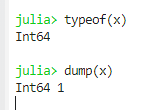 julia> typeof(x)
Int64
julia> dump(x)
Int64 1